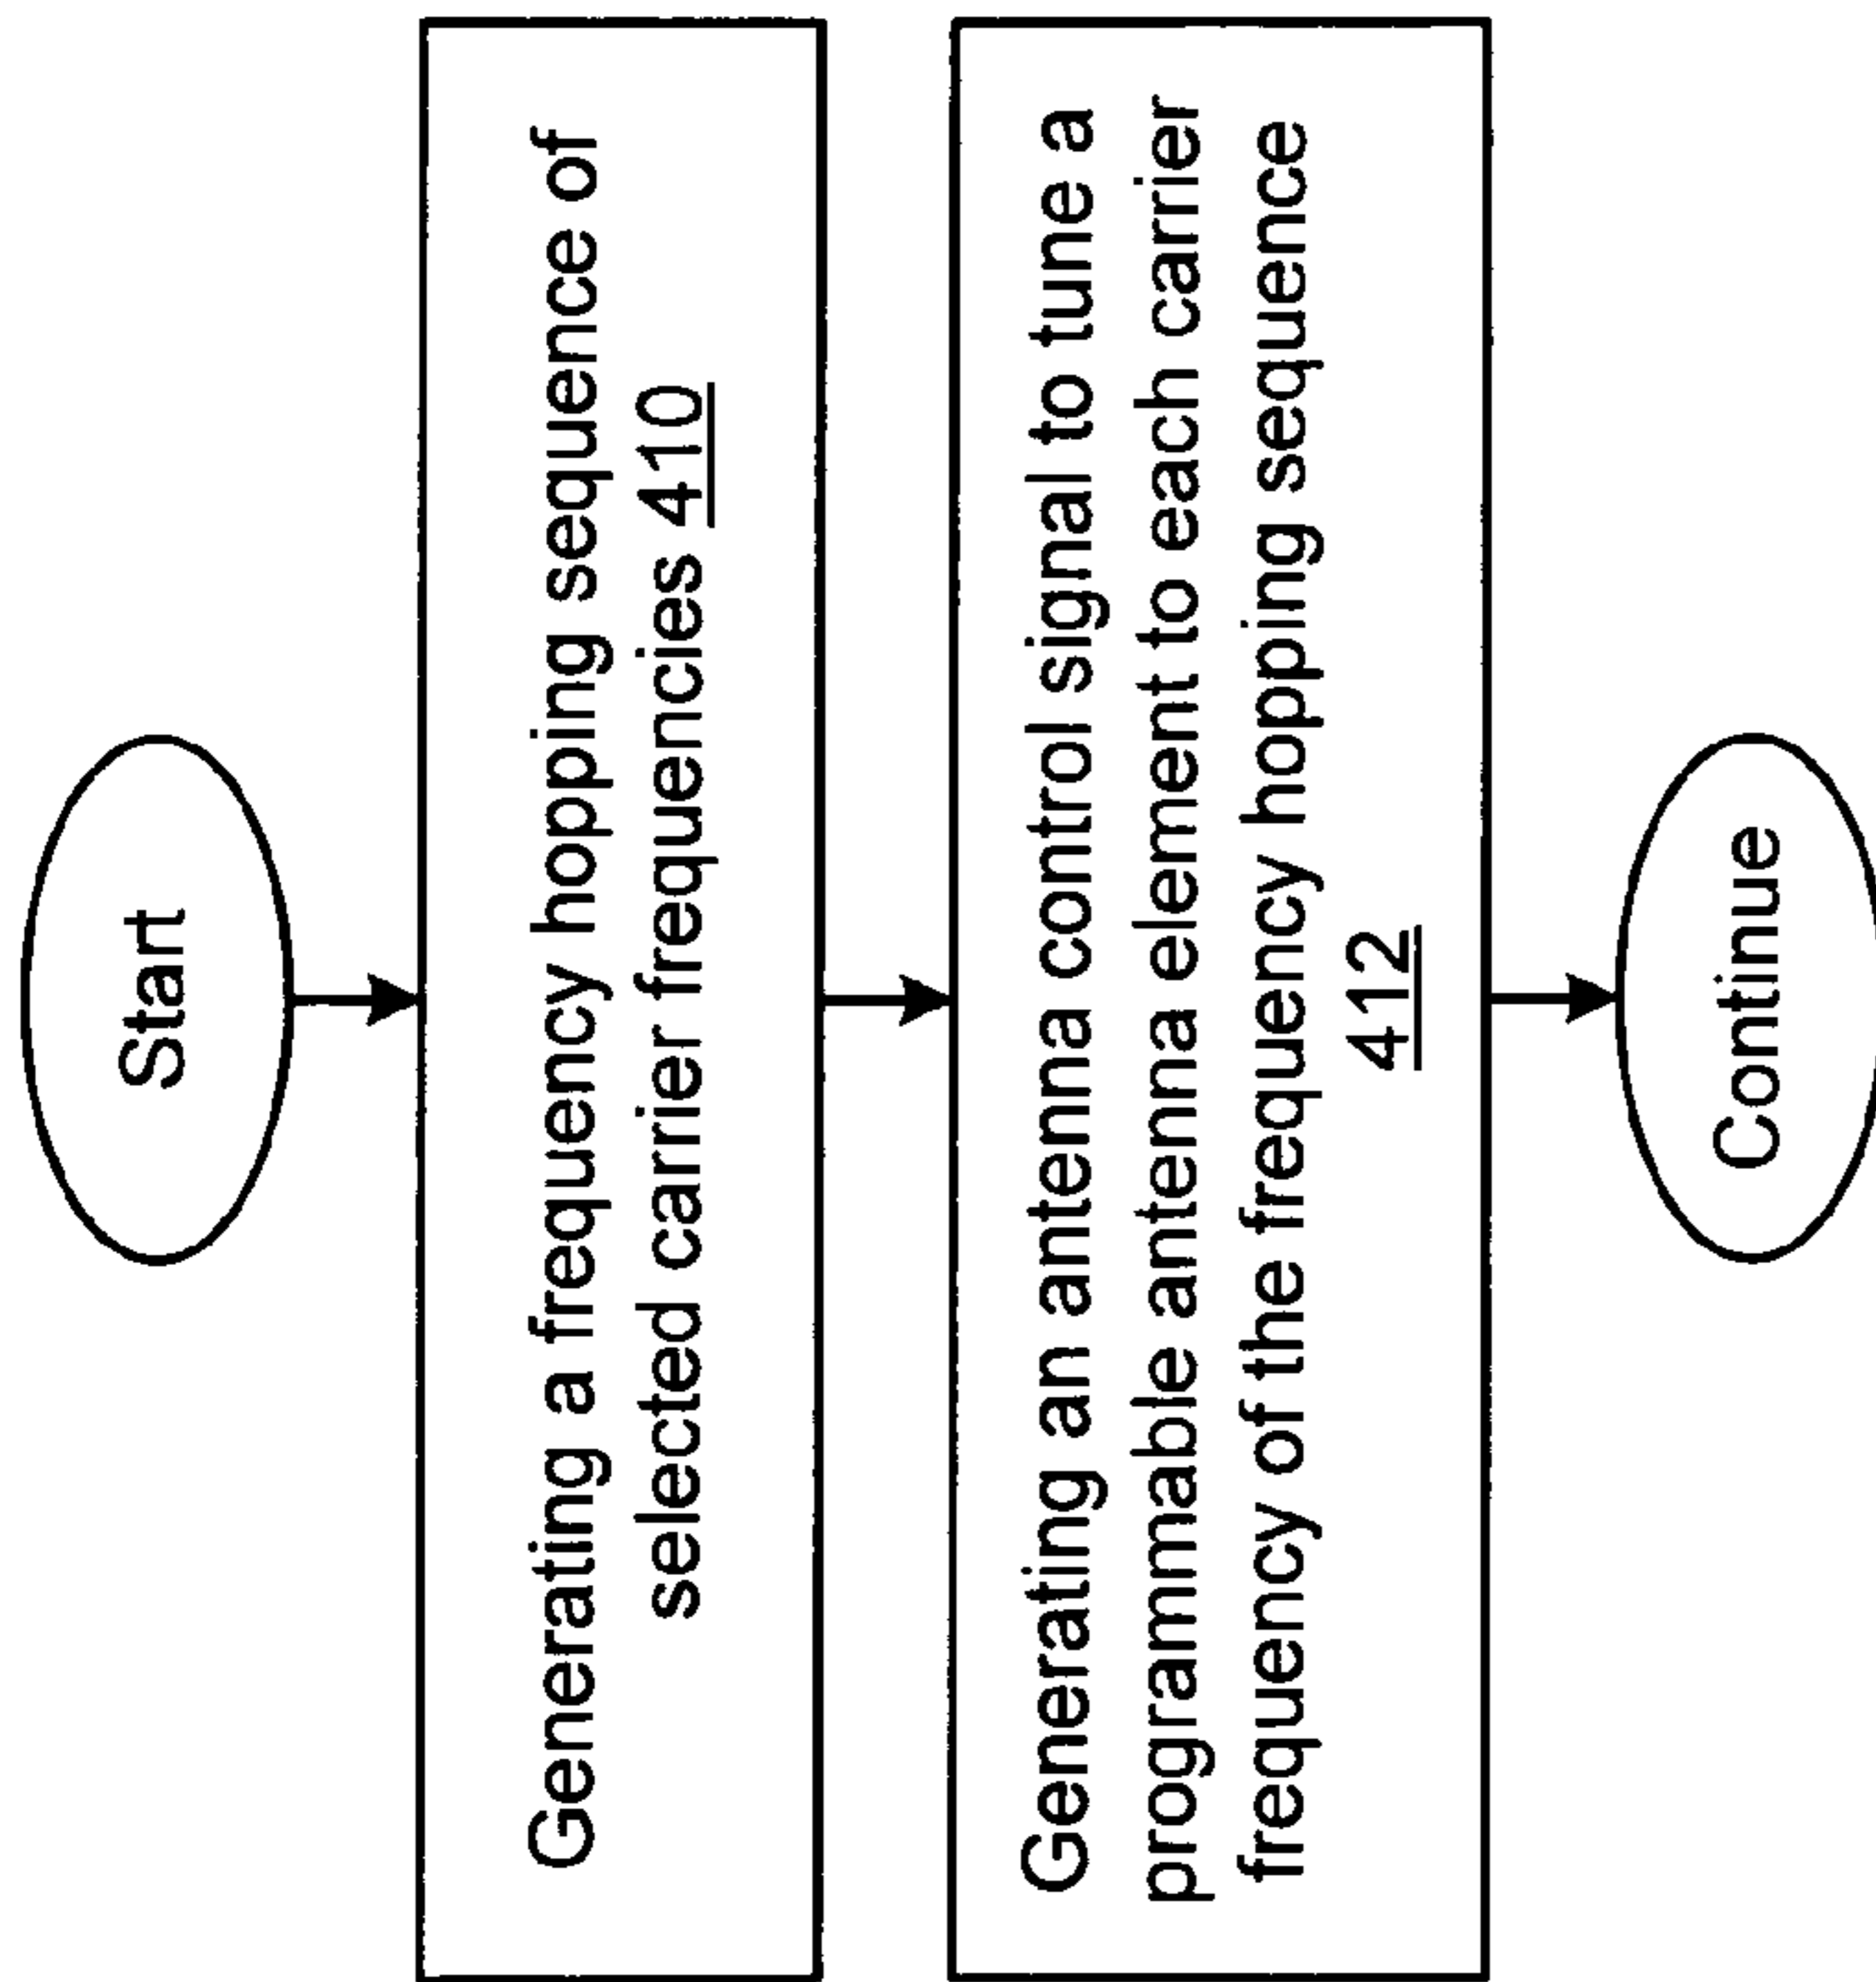 Start
Generating a frequency hopping sequence of
selected carrier frequencies 410
Generating an antenna control signal to tune a
programmable antenna element to each carrier
frequency of the frequency hopping sequence
412
Continue